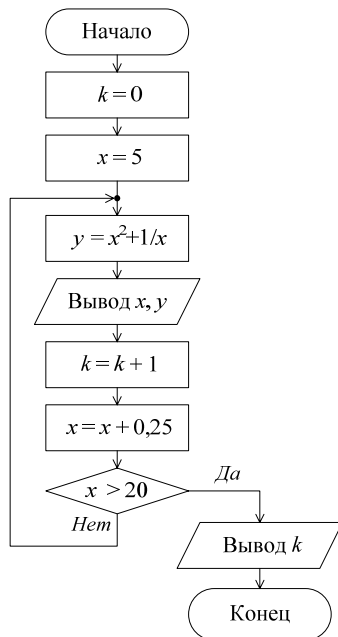 Начало
k = 0
x = 5
y = x²+1/x
Вывод x, y
k = k + 1
x = x + 0,25
x > 20
Да
Нет
Вывод k
Конец